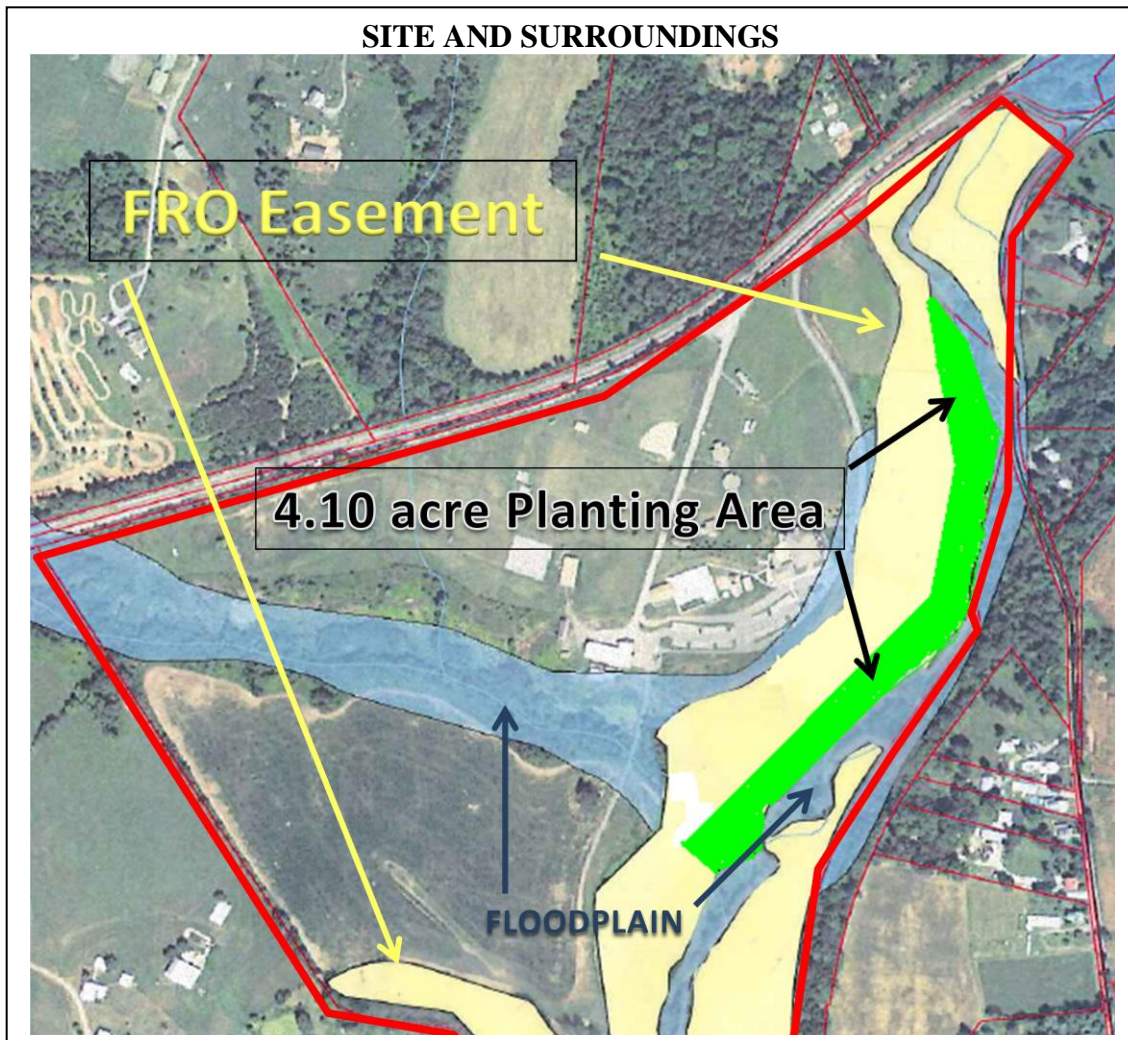 SITE AND SURROUNDINGS
FRO Easement
4.10 acre Planting Area
FLOODPLAIN